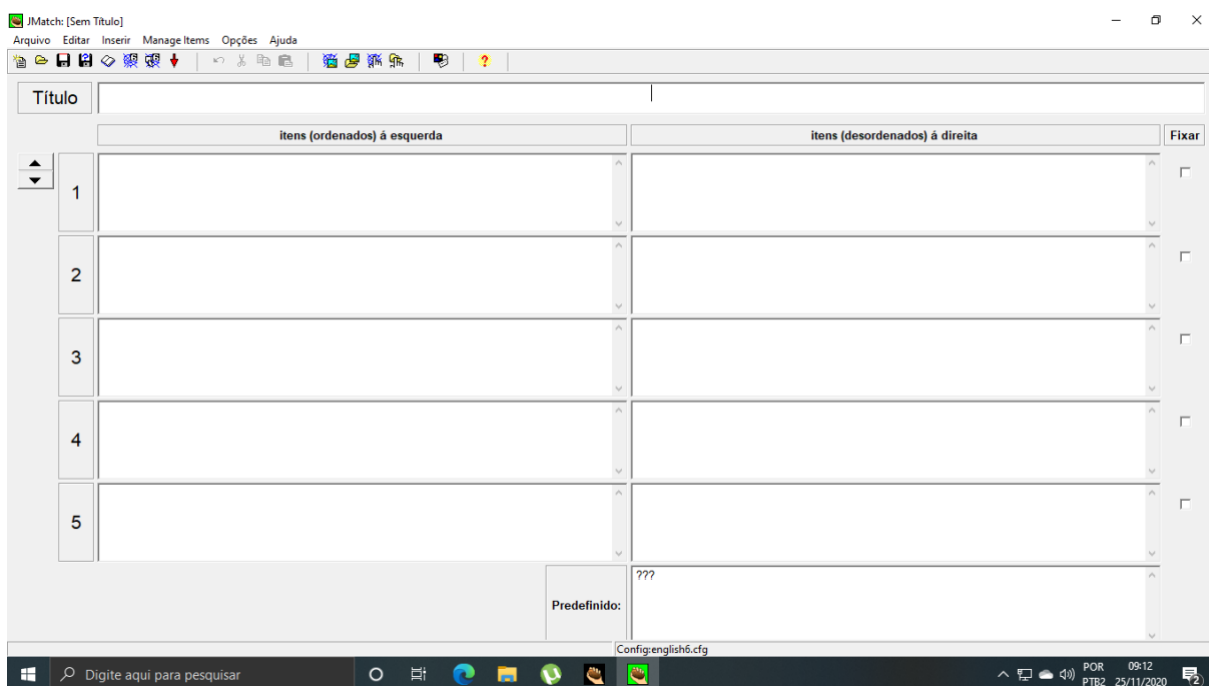 JMatch: [Sem Título]
Arquivo Editar Inserir Manage Items Opções Ajuda
Título
itens (ordenados) á esquerda itens (desordenados) á direita Fixar
1
2
3
4
5
???
Predefinido:
Config:english6.cfg
Digite aqui para pesquisar
POR 09:12
PTB2 25/11/2020
2